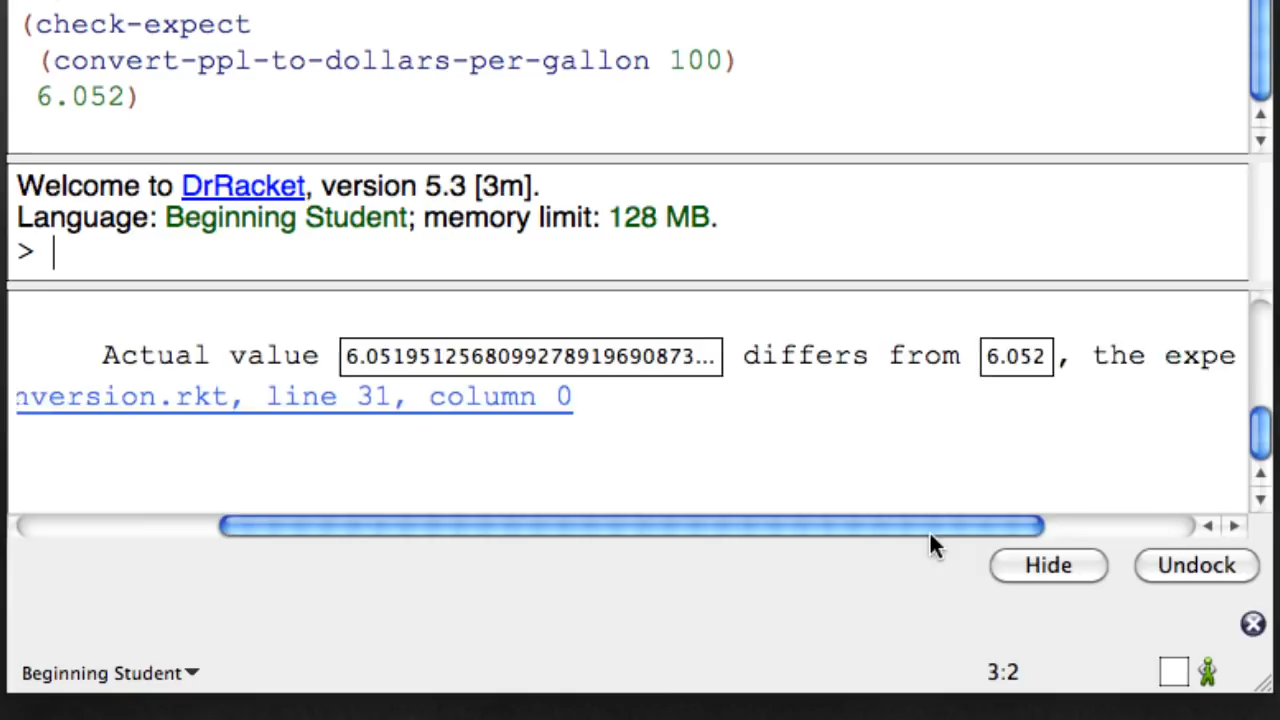 (check-expect
(convert-ppl-to-dollars-per-gallon 100)
6.052)
Welcome to DrRacket, version 5.3 [3m].
Language: Beginning Student; memory limit: 128 MB.
>
Actual value 6.0519512568099278919690873... differs from 6.052, the expe
nversion.rkt, line 31, column 0
Hide Undock
Beginning Student 3:2